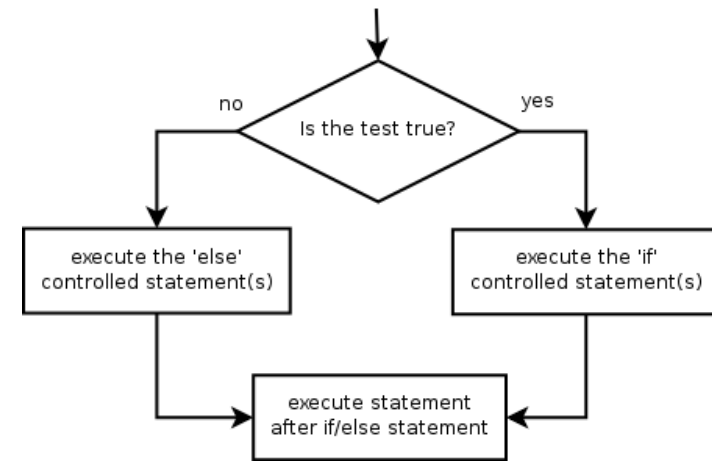 no
yes
Is the test true?
execute the 'else'
controlled statement(s)
execute the 'if'
controlled statement(s)
execute statement
after if/else statement